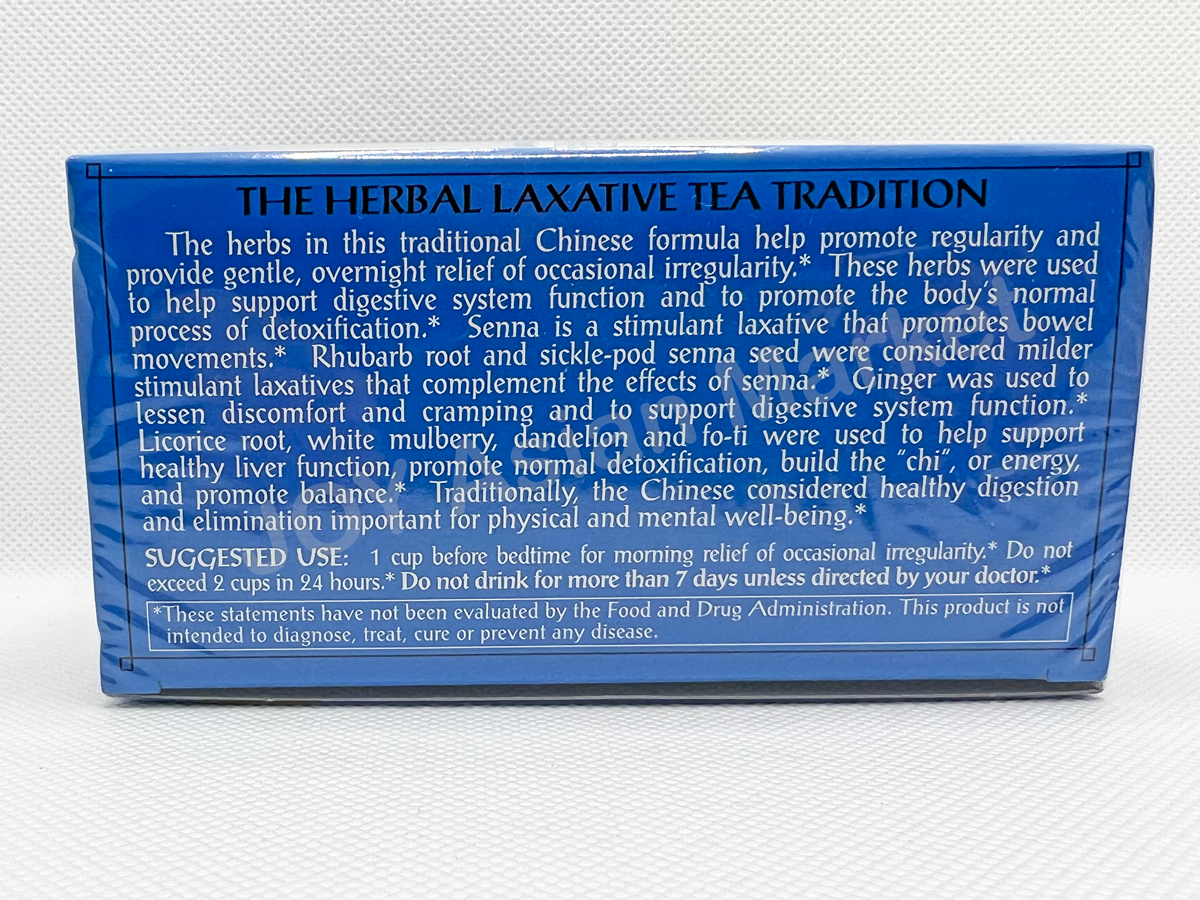 THE HERBAL LAXATIVE TEA TRADITION
The herbs in this traditional Chinese formula help promote regularity and
provide gentle, overnight relief of occasional irregularity.* These herbs were used
to help support digestive system function and to promote the body's normal
process of detoxification.* Senna is a stimulant laxative that promotes bowel
movements.* Rhubarb root and sickle-pod senna seed were considered milder
stimulant laxatives that complement the effects of senna.* Ginger was used to
lessen discomfort and cramping and to support digestive system function.*
Licorice root, white mulberry, dandelion and fo-ti were used to help support
healthy liver function, promote normal detoxification, build the "chi", or energy,
and promote balance.* Traditionally, the Chinese considered healthy digestion
and elimination important for physical and mental well-being.*
SUGGESTED USE: 1 cup before bedtime for morning relief of occasional irregularity.* Do not
exceed 2 cups in 24 hours.* Do not drink for more than 7 days unless directed by your doctor.*
*These statements have not been evaluated by the Food and Drug Administration. This product is not
intended to diagnose, treat, cure or prevent any disease.
Asian Market